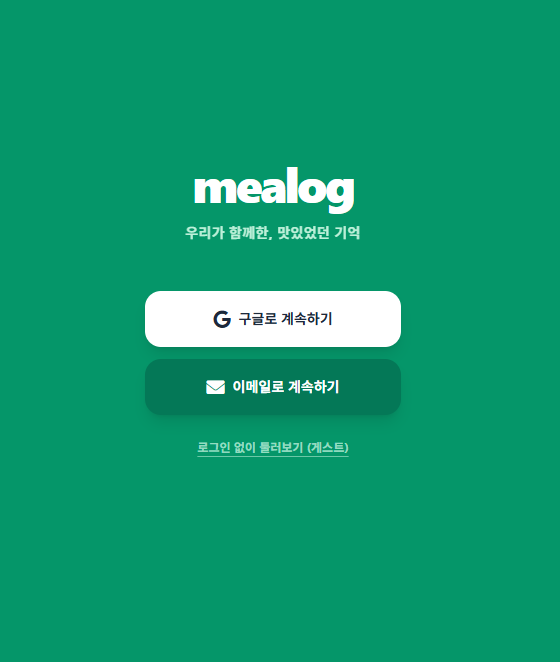 mealog
우리가 함께한, 맛있었던 기억
구글로 계속하기
이메일로 계속하기
로그인 없이 둘러보기 (게스트)